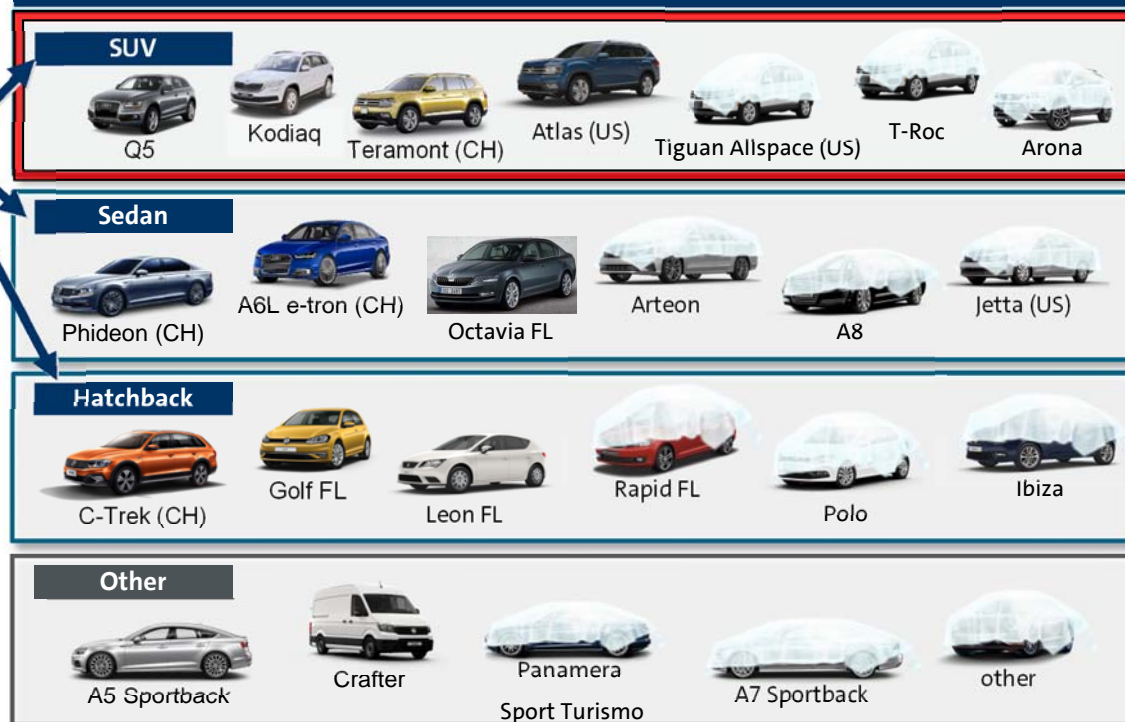 SUV
Q5
Kodiaq
Teramont (CH)
Atlas (US)
Tiguan Allspace (US)
T-Roc
Arona
Sedan
Phideon (CH)
A6L e-tron (CH)
Octavia FL
Arteon
A8
Jetta (US)
Hatchback
C-Trek (CH)
Golf FL
Leon FL
Rapid FL
Polo
Ibiza
Other
A5 Sportback
Crafter
Panamera
Sport Turismo
A7 Sportback
other